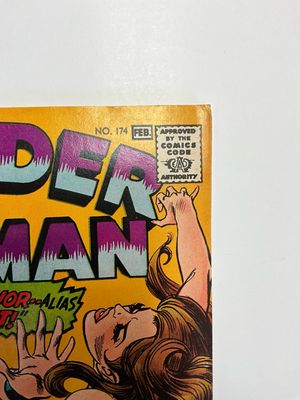 NO. 174 FEB.
APPROVED
BY THE
COMICS
CODE
CA
AUTHORITY
DER
MAN
VOR--ALIAS
T!"